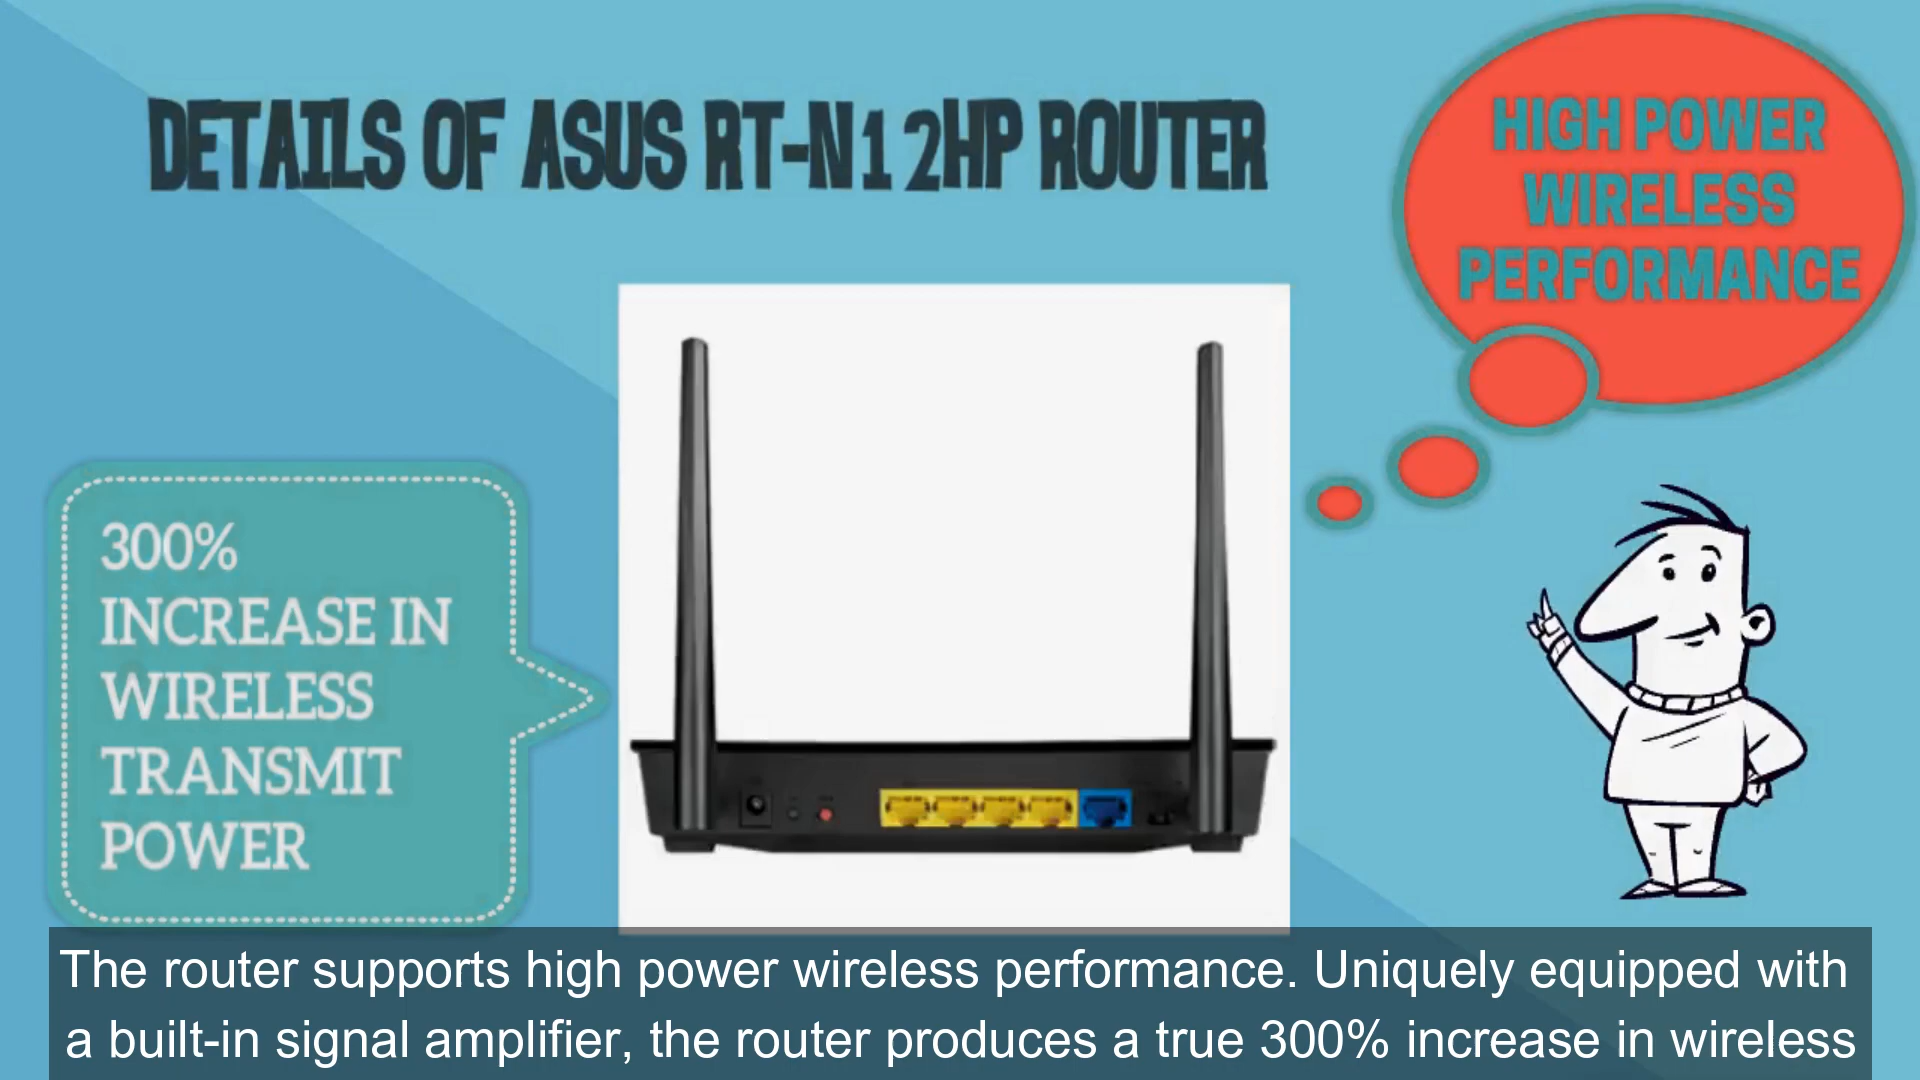 DETAILS OF ASUS RT-N12HP ROUTER
HIGH POWER
WIRELESS
PERFORMANCE
300%
INCREASE IN
WIRELESS
TRANSMIT
POWER
The router supports high power wireless performance. Uniquely equipped with
a built-in signal amplifier, the router produces a true 300% increase in wireless